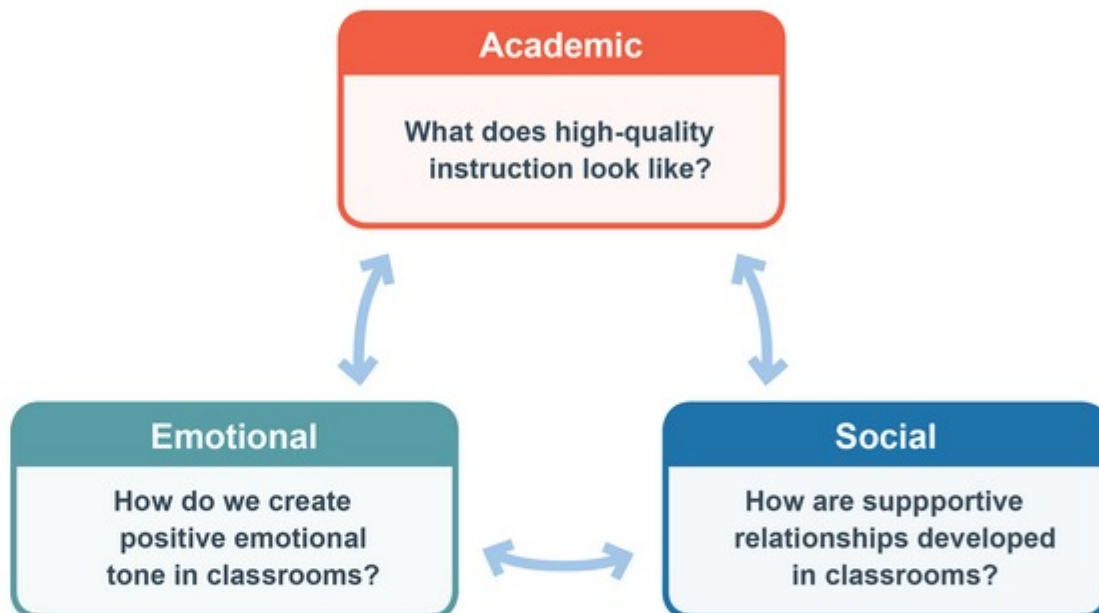 Academic
What does high-quality
instruction look like?
Emotional
How do we create
positive emotional
tone in classrooms?
Social
How are suppportive
relationships developed
in classrooms?